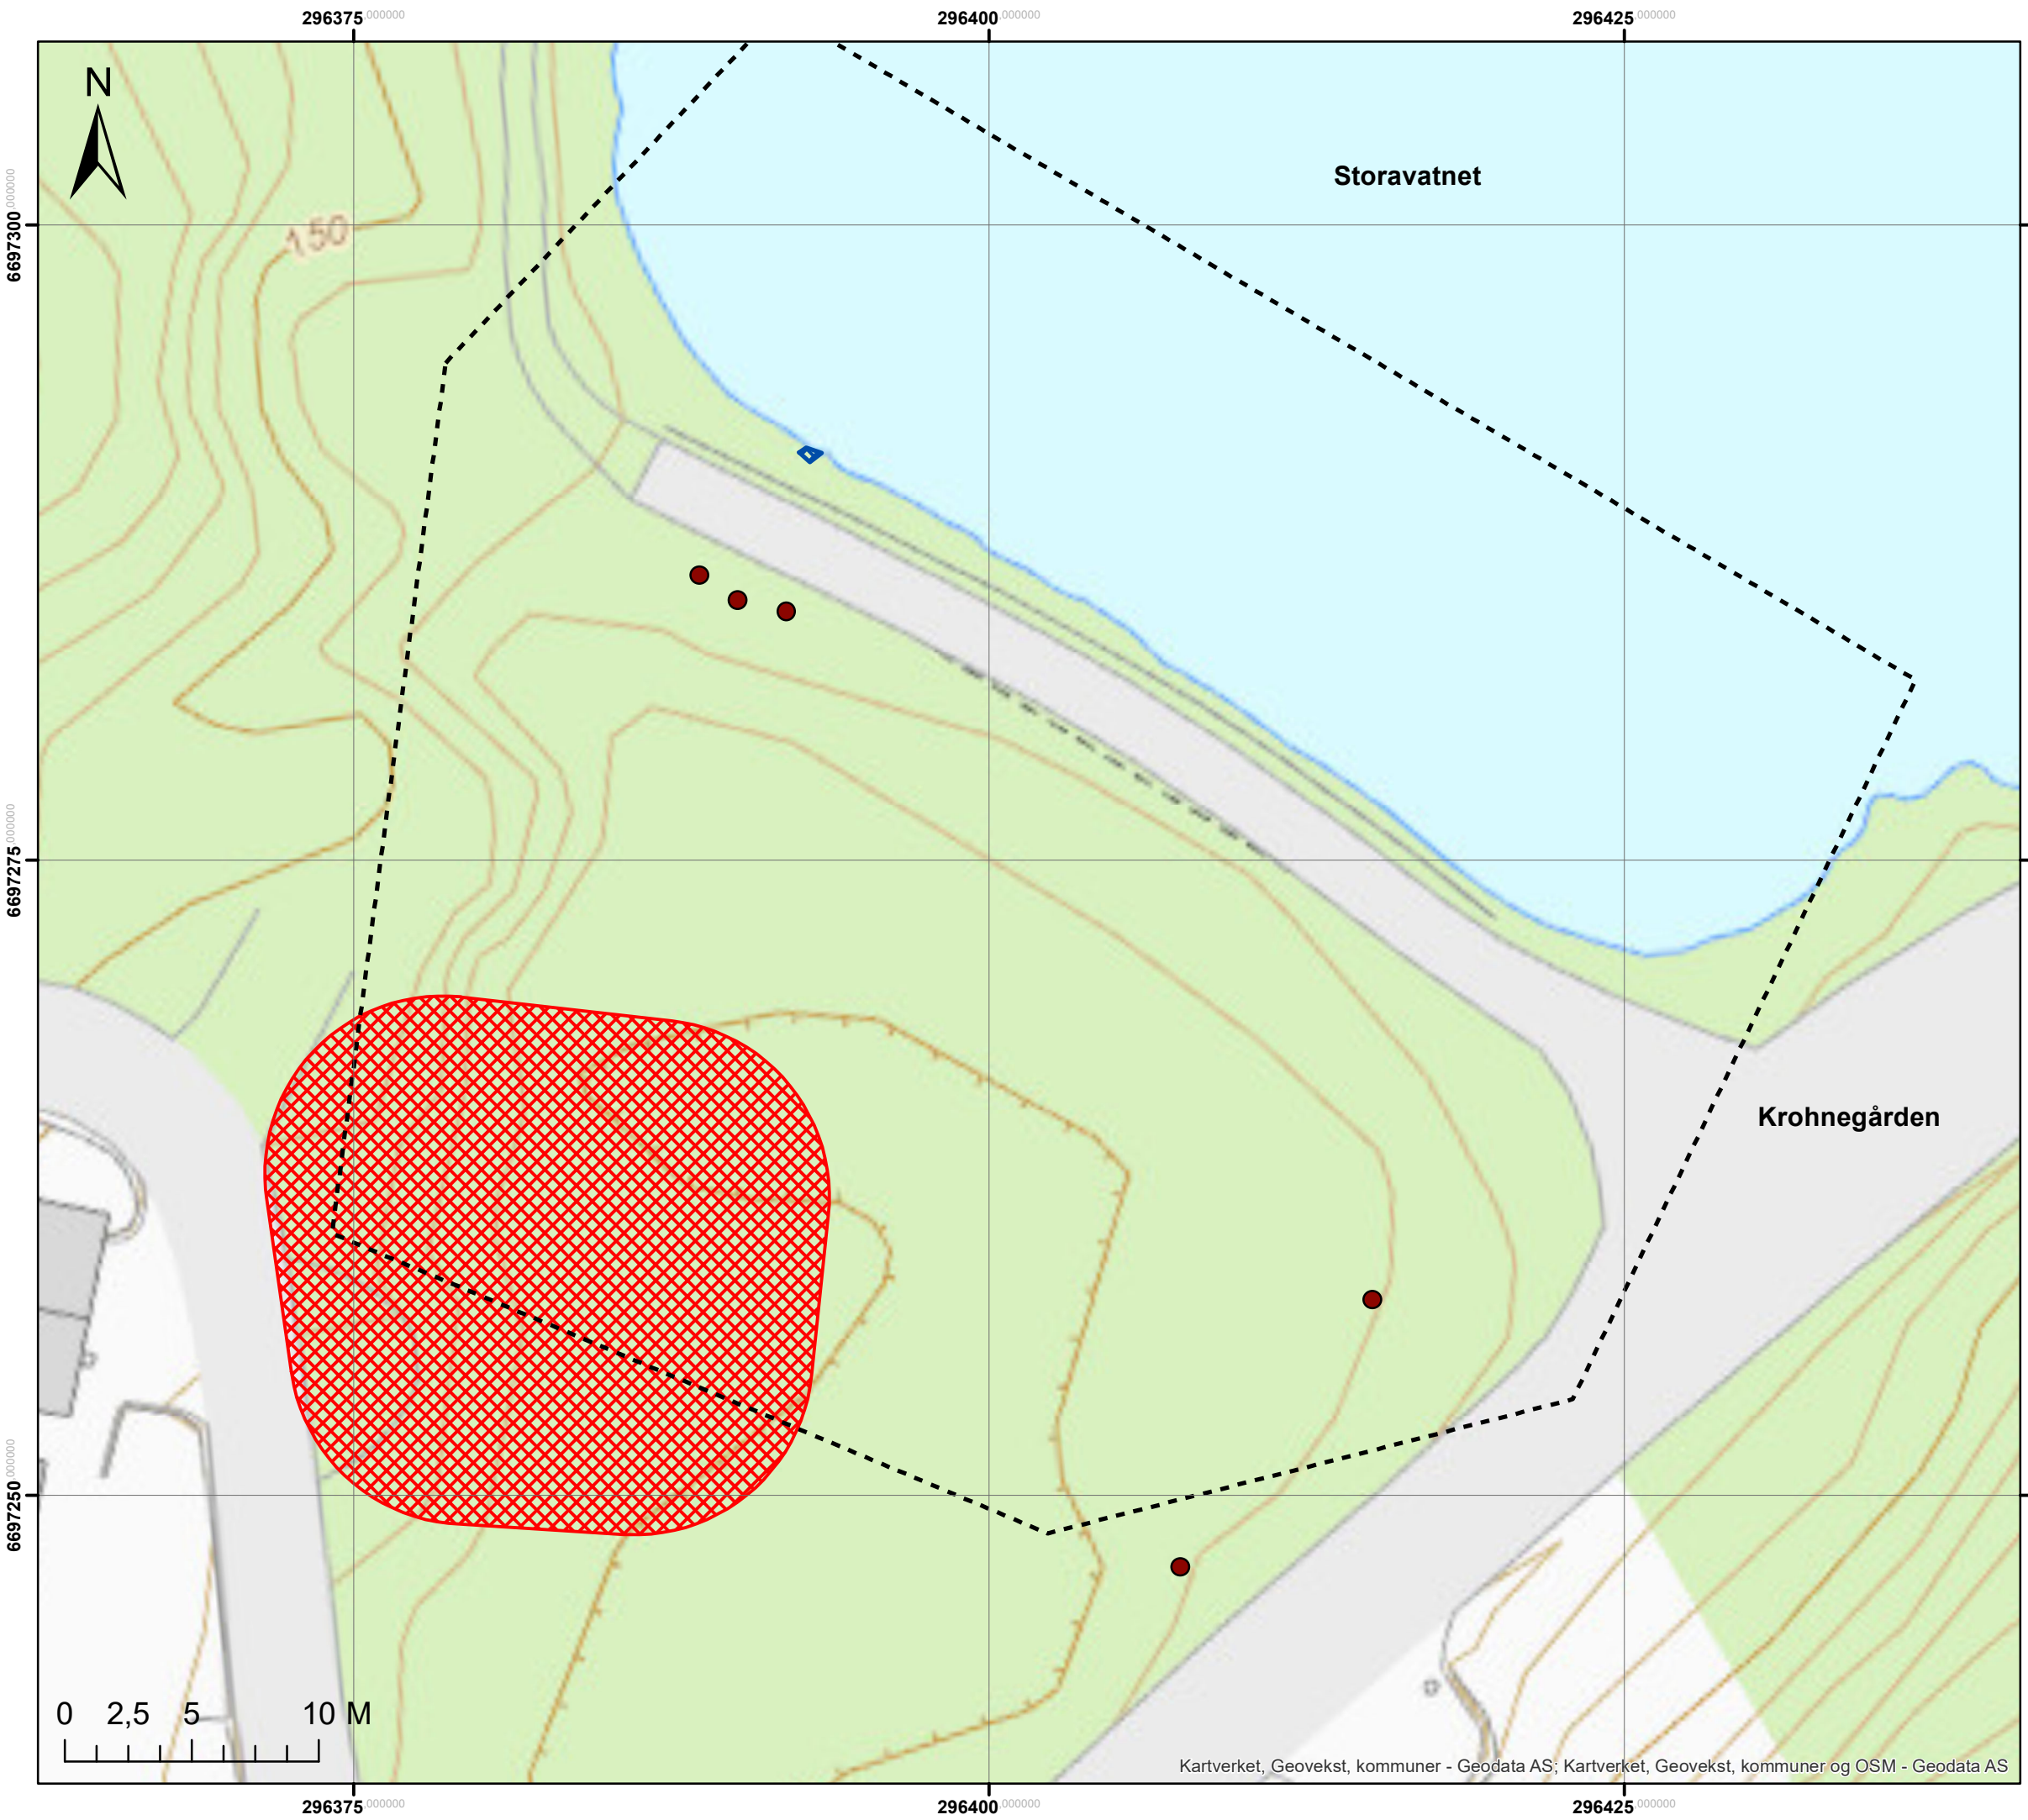 296375.000000 296400.000000 296425.000000
N
Storavatnet
6697300.000000
150
6697275.000000
Krohnegården
6697250.000000
0 2,5 5 10 M
Kartverket, Geovekst, kommuner - Geodata AS; Kartverket, Geovekst, kommuner og OSM - Geodata AS
296375.000000 296400.000000 296425.000000